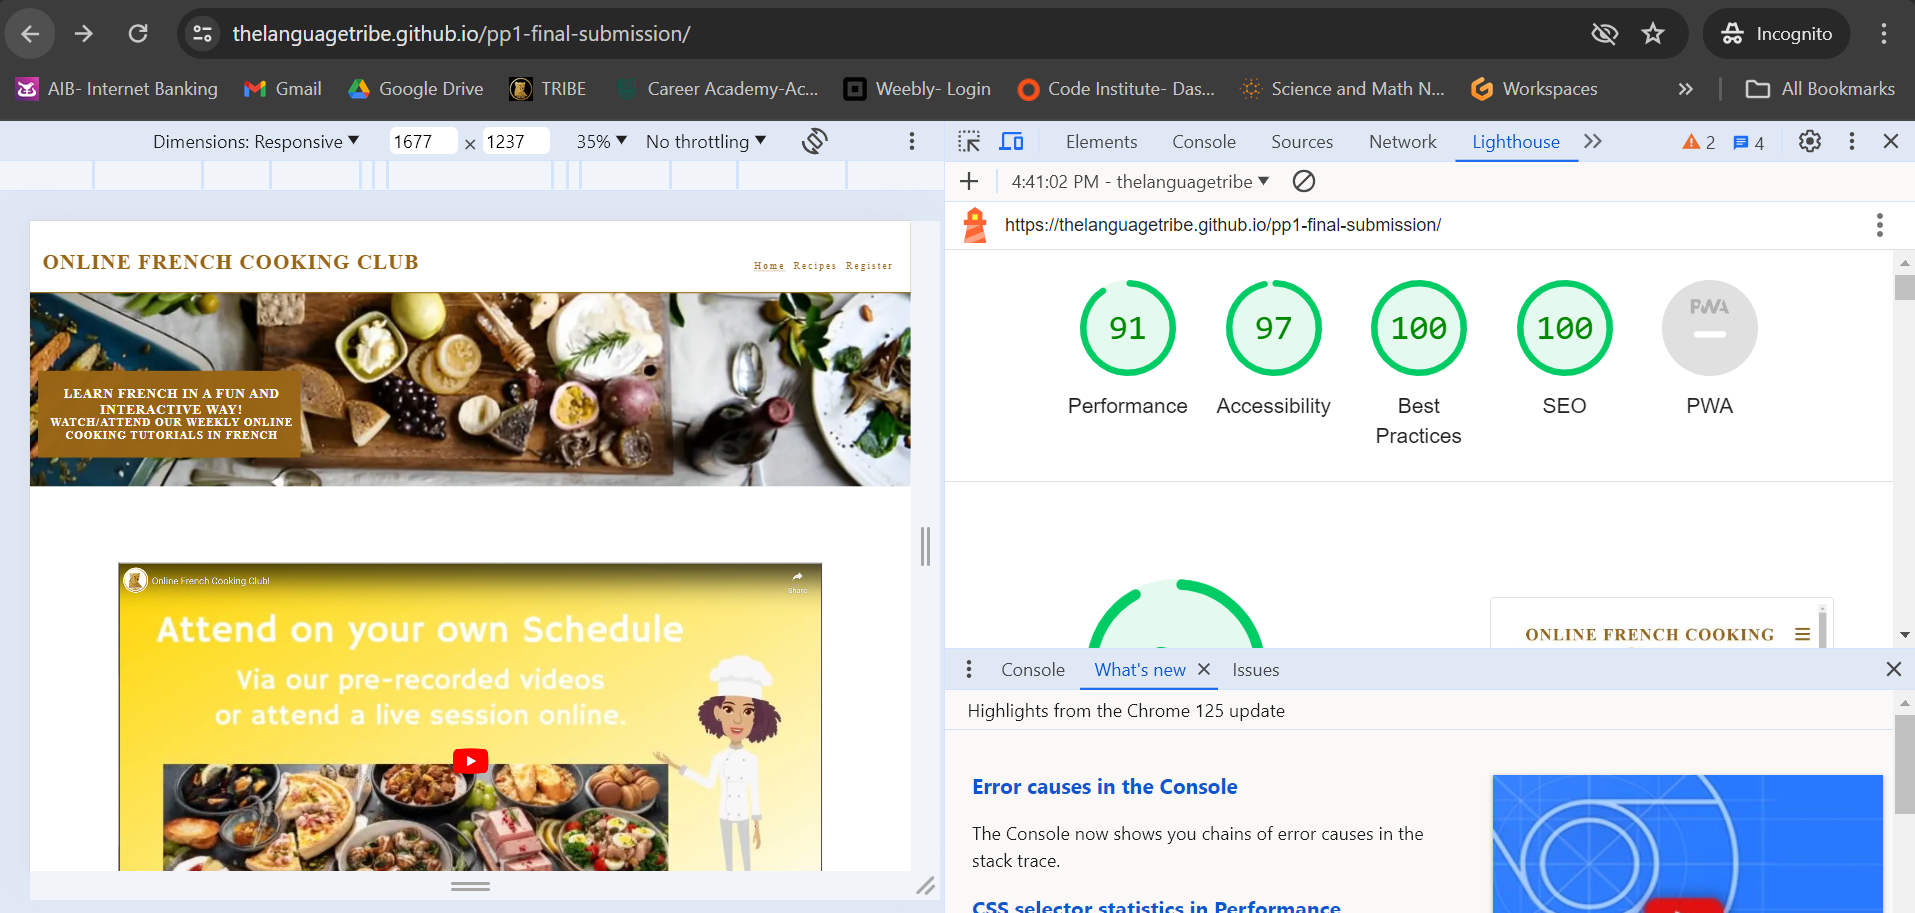 thelanguagetribe.github.io/pp1-final-submission/
Incognito
AIB- Internet Banking
Gmail
Google Drive
TRIBE
Career Academy-Ac...
Weebly- Login
Code Institute- Das...
Science and Math N...
Workspaces
All Bookmarks
Dimensions: Responsive
1677 × 1237
35%
No throttling
Elements
Console
Sources
Network
Lighthouse
2
4
4:41:02 PM - thelanguagetribe
https://thelanguagetribe.github.io/pp1-final-submission/
ONLINE FRENCH COOKING CLUB
Home Recipes Register
LEARN FRENCH IN A FUN AND
INTERACTIVE WAY!
WATCH/ATTEND OUR WEEKLY ONLINE
COOKING TUTORIALS IN FRENCH
Online French Cooking Club!
Share
Attend on your own Schedule
Via our pre-recorded videos
or attend a live session online.
91
Performance
97
Accessibility
100
Best
Practices
100
SEO
PWA
PWA
ONLINE FRENCH COOKING
Console
What's new
Issues
Highlights from the Chrome 125 update
Error causes in the Console
The Console now shows you chains of error causes in the
stack trace.
CSS selector statistics in Performance